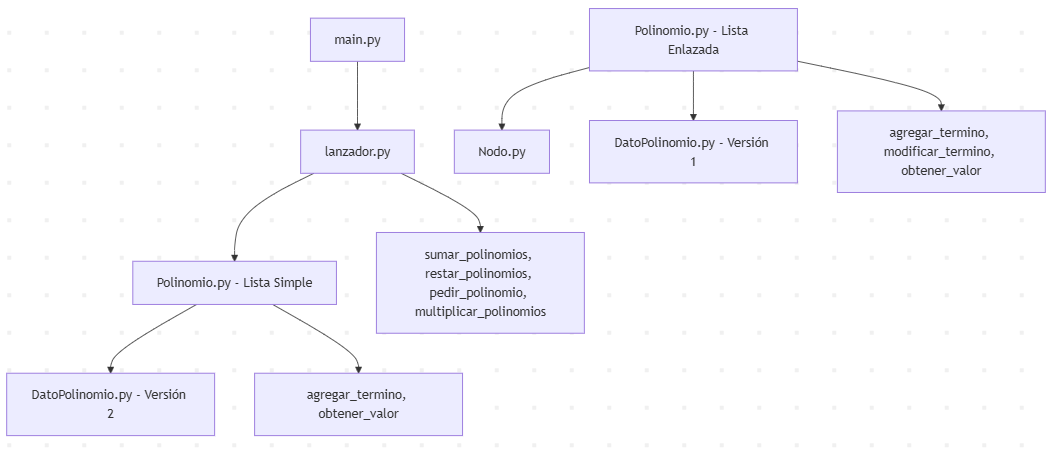 main.py
Polinomio.py - Lista
Enlazada
lanzador.py
Nodo.py
DatoPolinomio.py - Versión
1
agregar_termino,
modificar_termino,
obtener_valor
Polinomio.py - Lista Simple
sumar_polinomios,
restar_polinomios,
pedir_polinomio,
multiplicar_polinomios
DatoPolinomio.py - Versión
2
agregar_termino,
obtener_valor